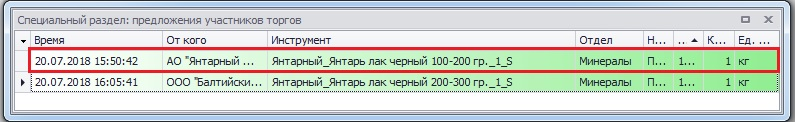 Специальный раздел: предложения участников торгов
Время От кого Инструмент Отдел Н... .. К... Ед. ...
20.07.2018 15:50:42 АО "Янтарный ... Янтарный_Янтарь лак черный 100-200 гр._1_S Минералы П... 1... 1 кг
20.07.2018 16:05:41 ООО "Балтийски... Янтарный_Янтарь лак черный 200-300 гр._1_S Минералы П... 1... 1 кг